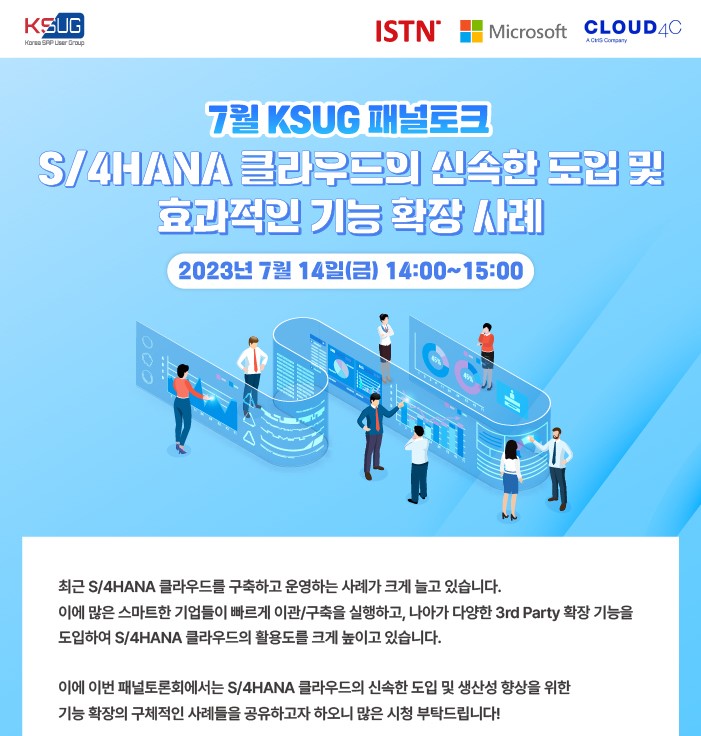 KSUG
Korea SAP User Group
ISTN
Microsoft
CLOUD4C
A CtrlS Company
7월 KSUG 패널토크
S/4HANA 클라우드의 신속한 도입 및
효과적인 기능 확장 사례
2023년 7월 14일(금) 14:00~15:00
최근 S/4HANA 클라우드를 구축하고 운영하는 사례가 크게 늘고 있습니다.
이에 많은 스마트한 기업들이 빠르게 이관/구축을 실행하고, 나아가 다양한 3rd Party 확장 기능을
도입하여 S/4HANA 클라우드의 활용도를 크게 높이고 있습니다.
이에 이번 패널토론회에서는 S/4HANA 클라우드의 신속한 도입 및 생산성 향상을 위한
기능 확장의 구체적인 사례들을 공유하고자 하오니 많은 시청 부탁드립니다!